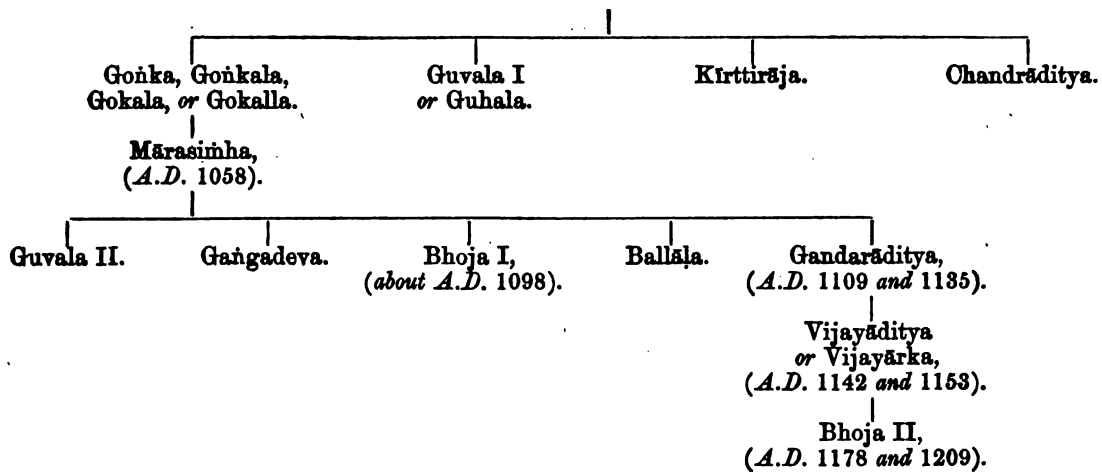 Goṅka, Goṅkala,
Gokala, or Gokalla.
Guvala I
or Guhala.
Kīrttirāja.
Chandrāditya.
Mārasiṁha,
(A.D. 1058).
Guvala II.
Gaṅgadeva.
Bhoja I,
(about A.D. 1098).
Ballāḷa.
Gandarāditya,
(A.D. 1109 and 1135).
Vijayāditya
or Vijayārka,
(A.D. 1142 and 1153).
Bhoja II,
(A.D. 1178 and 1209).